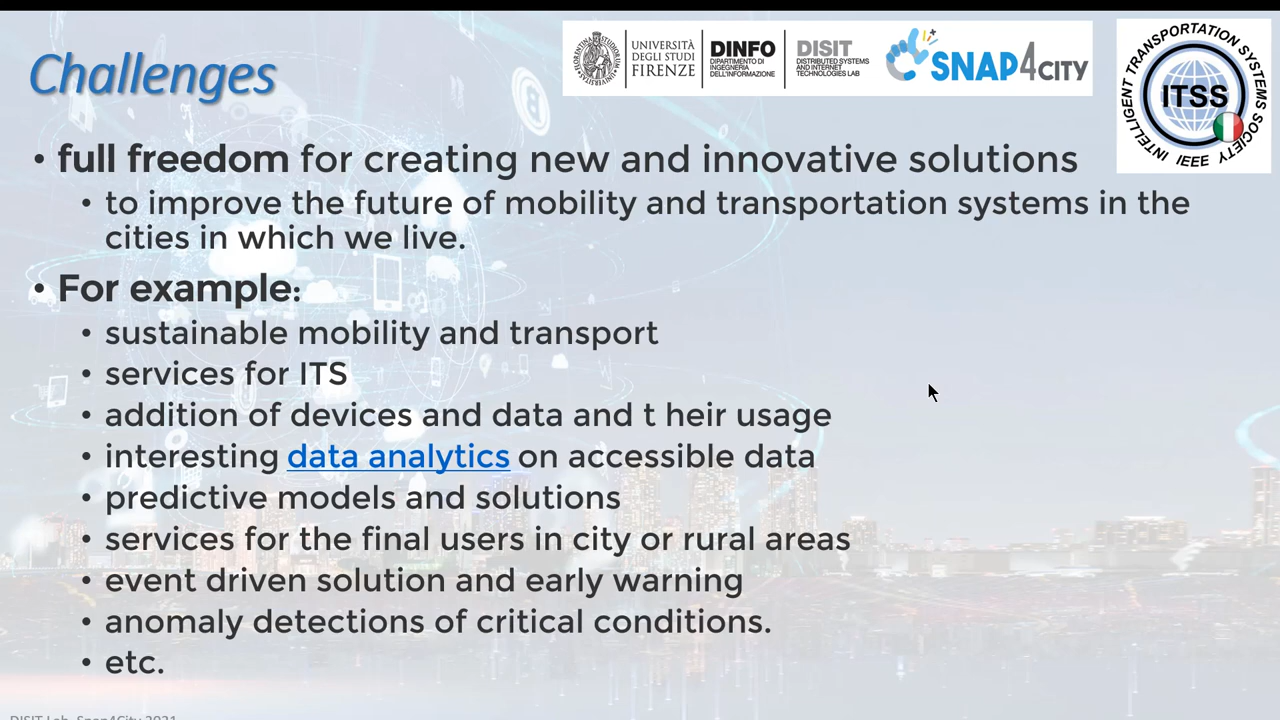 Challenges
UNIVERSITÀ
DEGLI STUDI
FIRENZE
DINFO
DIPARTIMENTO DI
INGEGNERIA
DELL'INFORMAZIONE
DISIT
DISTRIBUTED SYSTEMS
AND INTERNET
TECHNOLOGIES LAB
SNAP4CITY
INTELLIGENT TRANSPORTATION SYSTEMS SOCIETY
ITSS
IEEE
• full freedom for creating new and innovative solutions
• to improve the future of mobility and transportation systems in the
cities in which we live.
• For example:
• sustainable mobility and transport
• services for ITS
• addition of devices and data and t heir usage
• interesting data analytics on accessible data
• predictive models and solutions
• services for the final users in city or rural areas
• event driven solution and early warning
• anomaly detections of critical conditions.
• etc.
DISIT Lab, Snap4City 2021